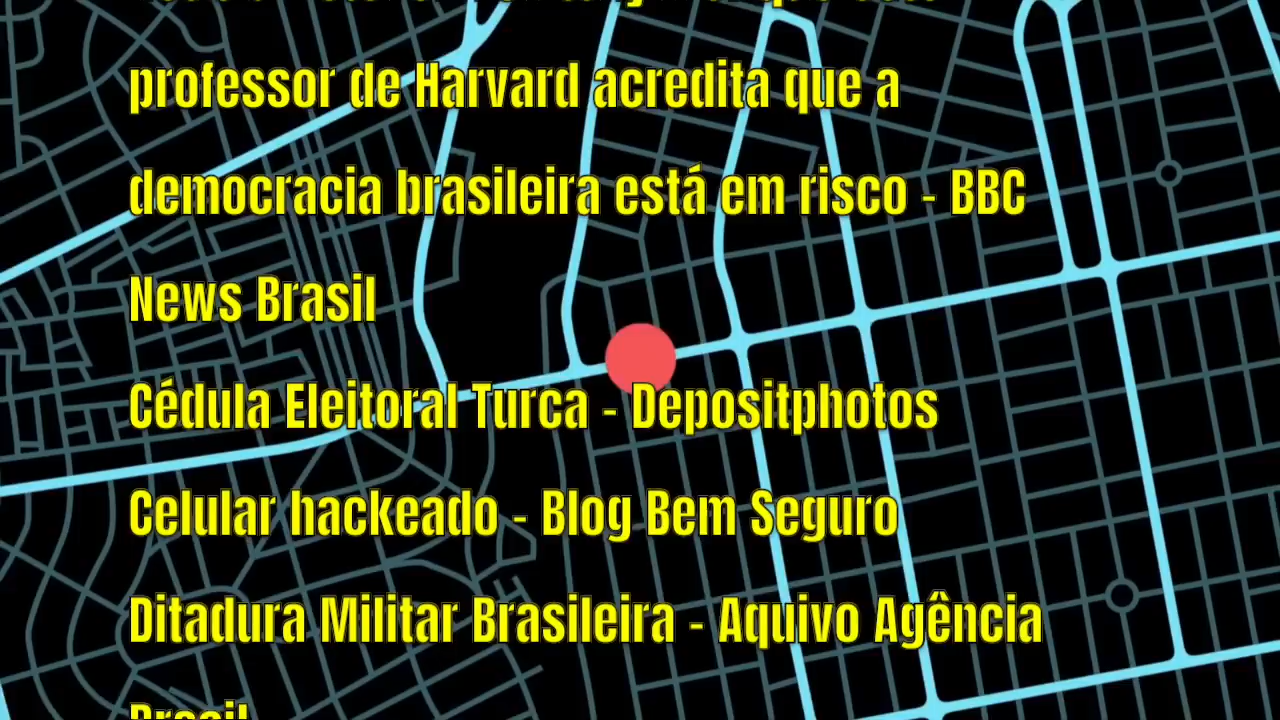 professor de Harvard acredita que a
democracia brasileira está em risco - BBC
News Brasil
Cédula Eleitoral Turca - Depositphotos
Celular hackeado - Blog Bem Seguro
Ditadura Militar Brasileira - Aquivo Agência
Brasil